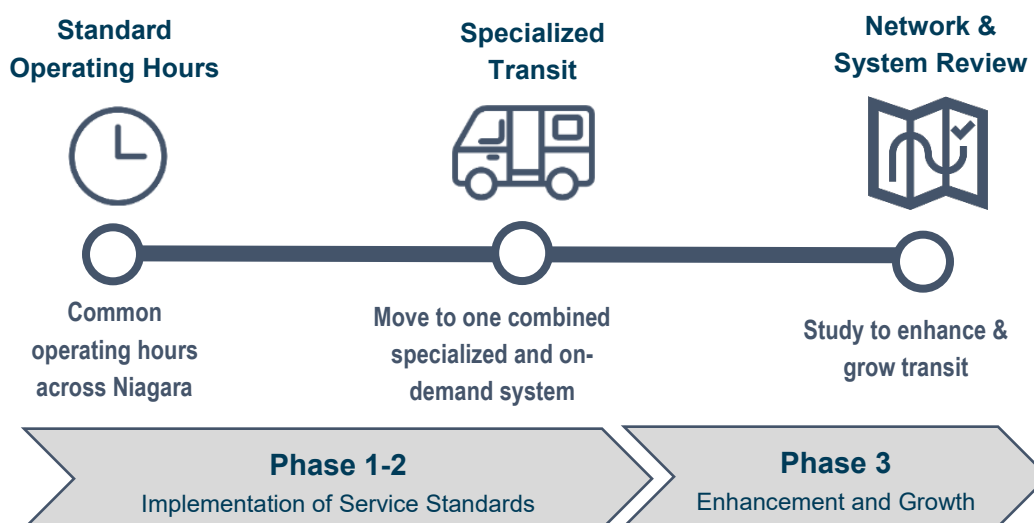 Standard
Operating Hours
Specialized
Transit
Network &
System Review
Common
operating hours
across Niagara
Move to one combined
specialized and on-
demand system
Study to enhance &
grow transit
Phase 1-2
Implementation of Service Standards
Phase 3
Enhancement and Growth